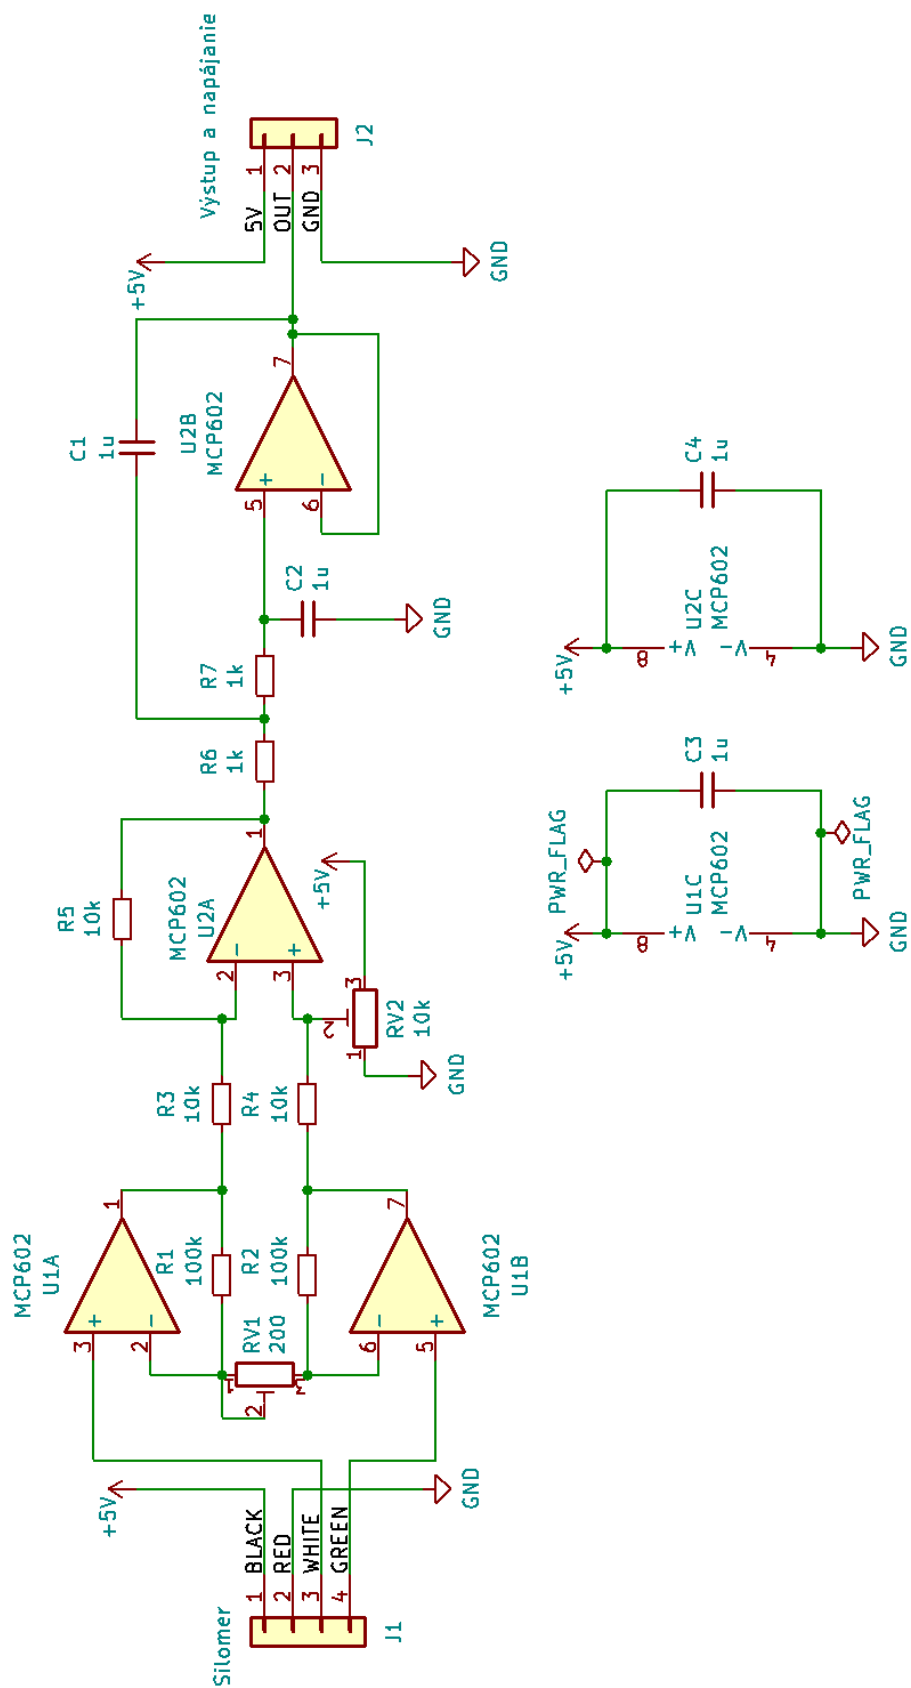 Silomer
J1
1
BLACK
2
RED
3
WHITE
4
GREEN
+5V
GND
MCP602
U1A
3
+
2
-
1
R1
100k
R2
100k
RV1
200
1
2
3
6
-
5
+
7
MCP602
U1B
R3
10k
R4
10k
R5
10k
MCP602
U2A
2
-
3
+
1
+5V
RV2
10k
1
2
3
GND
R6
1k
R7
1k
C1
1u
C2
1u
GND
U2B
MCP602
5
+
6
-
7
+5V
Výstup a napájanie
5V
1
OUT
2
GND
3
J2
GND
+5V
PWR_FLAG
8
V+
U1C
MCP602
V-
4
C3
1u
PWR_FLAG
GND
+5V
8
V+
U2C
MCP602
V-
4
C4
1u
GND